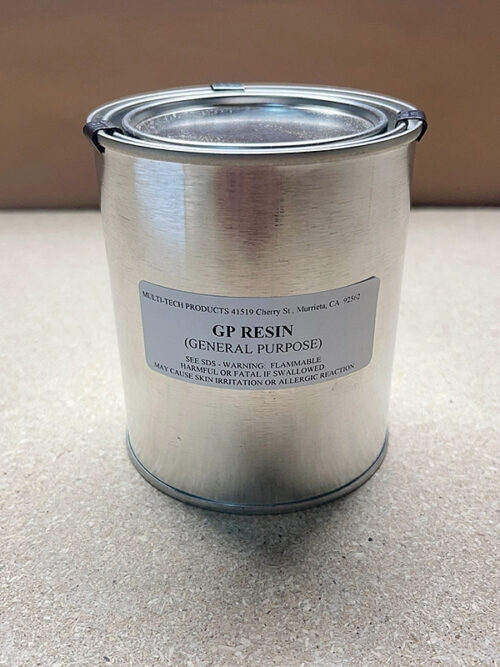 MULTI-TECH PRODUCTS 41519 Cherry St., Murrieta, CA 92562
GP RESIN
(GENERAL PURPOSE)
SEE SDS - WARNING: FLAMMABLE
HARMFUL OR FATAL IF SWALLOWED
MAY CAUSE SKIN IRRITATION OR ALLERGIC REACTION